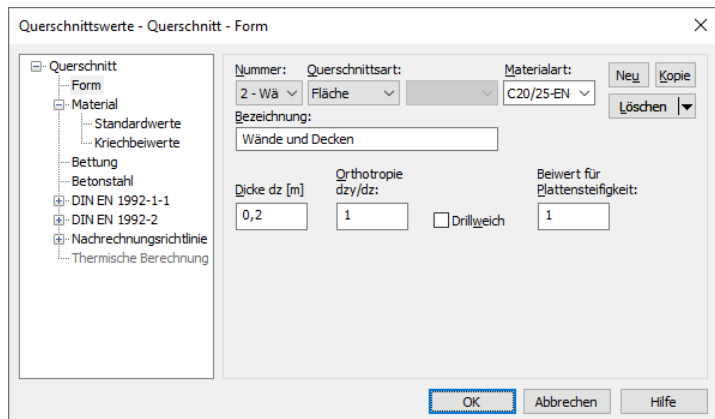 Querschnittswerte - Querschnitt - Form
Querschnitt
Form
Material
Standardwerte
Kriechbeiwerte
Bettung
Betonstahl
DIN EN 1992-1-1
DIN EN 1992-2
Nachrechnungsrichtlinie
Thermische Berechnung
Nummer: Querschnittsart: Materialart:
2 - Wä Fläche C20/25-EN- Neu Kopie
Löschen
Bezeichnung:
Wände und Decken
Dicke dz [m] Orthotropie dzy/dz: Beiwert für Plattensteifigkeit:
0,2 1 Drillweich 1
OK Abbrechen Hilfe